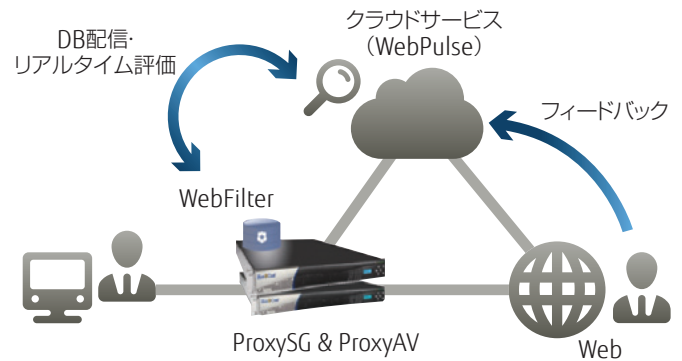 クラウドサービス
（WebPulse）
DB配信・
リアルタイム評価
フィードバック
WebFilter
ProxySG & ProxyAV
Web